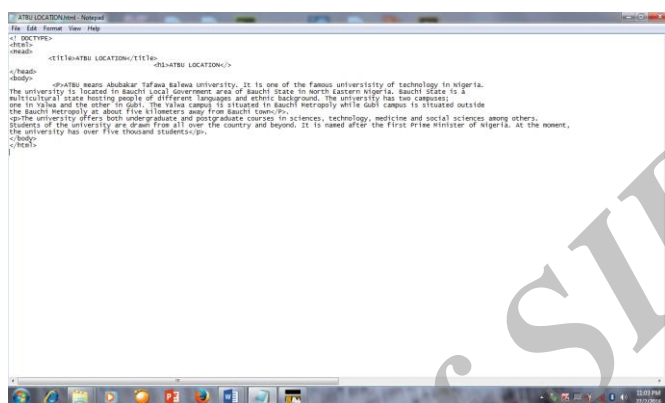 ATBU LOCATION.html - Notepad
File Edit Format View Help
<! DOCTYPE>
<html>
<Head>
<title>ATBU LOCATION</title>
<h1>ATBU LOCATION</>
</head>
<body>
<P>ATBU means Abubakar Tafawa Balewa University. It is one of the famous universisity of technology in Nigeria.
The university is located in Bauchi Local Government area of Bauchi State in North Eastern Nigeria. Bauchi State is a
multicultural state hosting people of different languages and ethnic background. The university has two campuses;
one in Yalwa and the other in Gubi. The Yalwa campus is situated in Bauchi Metropoly while Gubi campus is situated outside
the Bauchi Metropoly at about five kilometers away from Bauchi town</P>.
<p>The university offers both undergraduate and postgraduate courses in sciences, technology, medicine and social sciences among others.
Students of the university are drawn from all over the country and beyond. It is named after the first Prime Minister of Nigeria. At the moment,
the university has over five thousand students</p>.
</body>
</html>
SII
11:03 PM